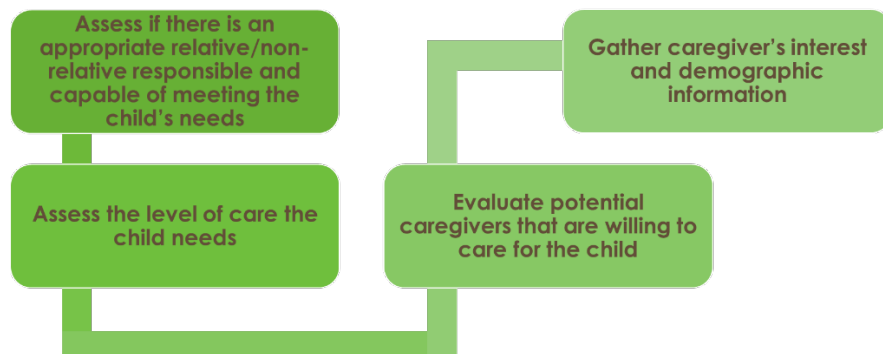 Assess if there is an
appropriate relative/non-
relative responsible and
capable of meeting the
child’s needs
Assess the level of care the
child needs
Evaluate potential
caregivers that are willing to
care for the child
Gather caregiver’s interest
and demographic
information